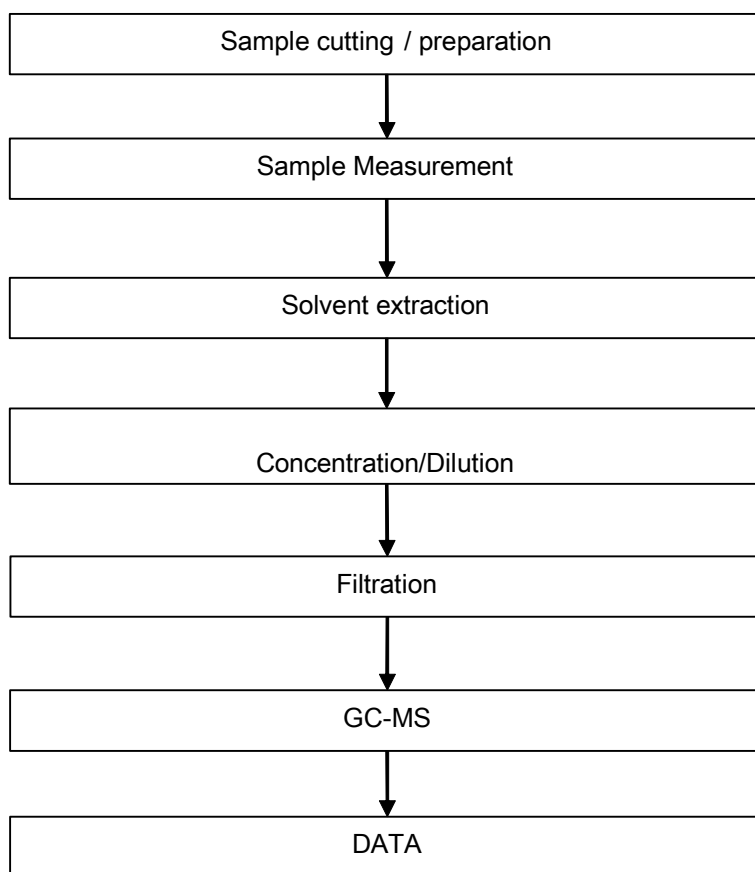 Sample cutting / preparation
Sample Measurement
Solvent extraction
Concentration/Dilution
Filtration
GC-MS
DATA